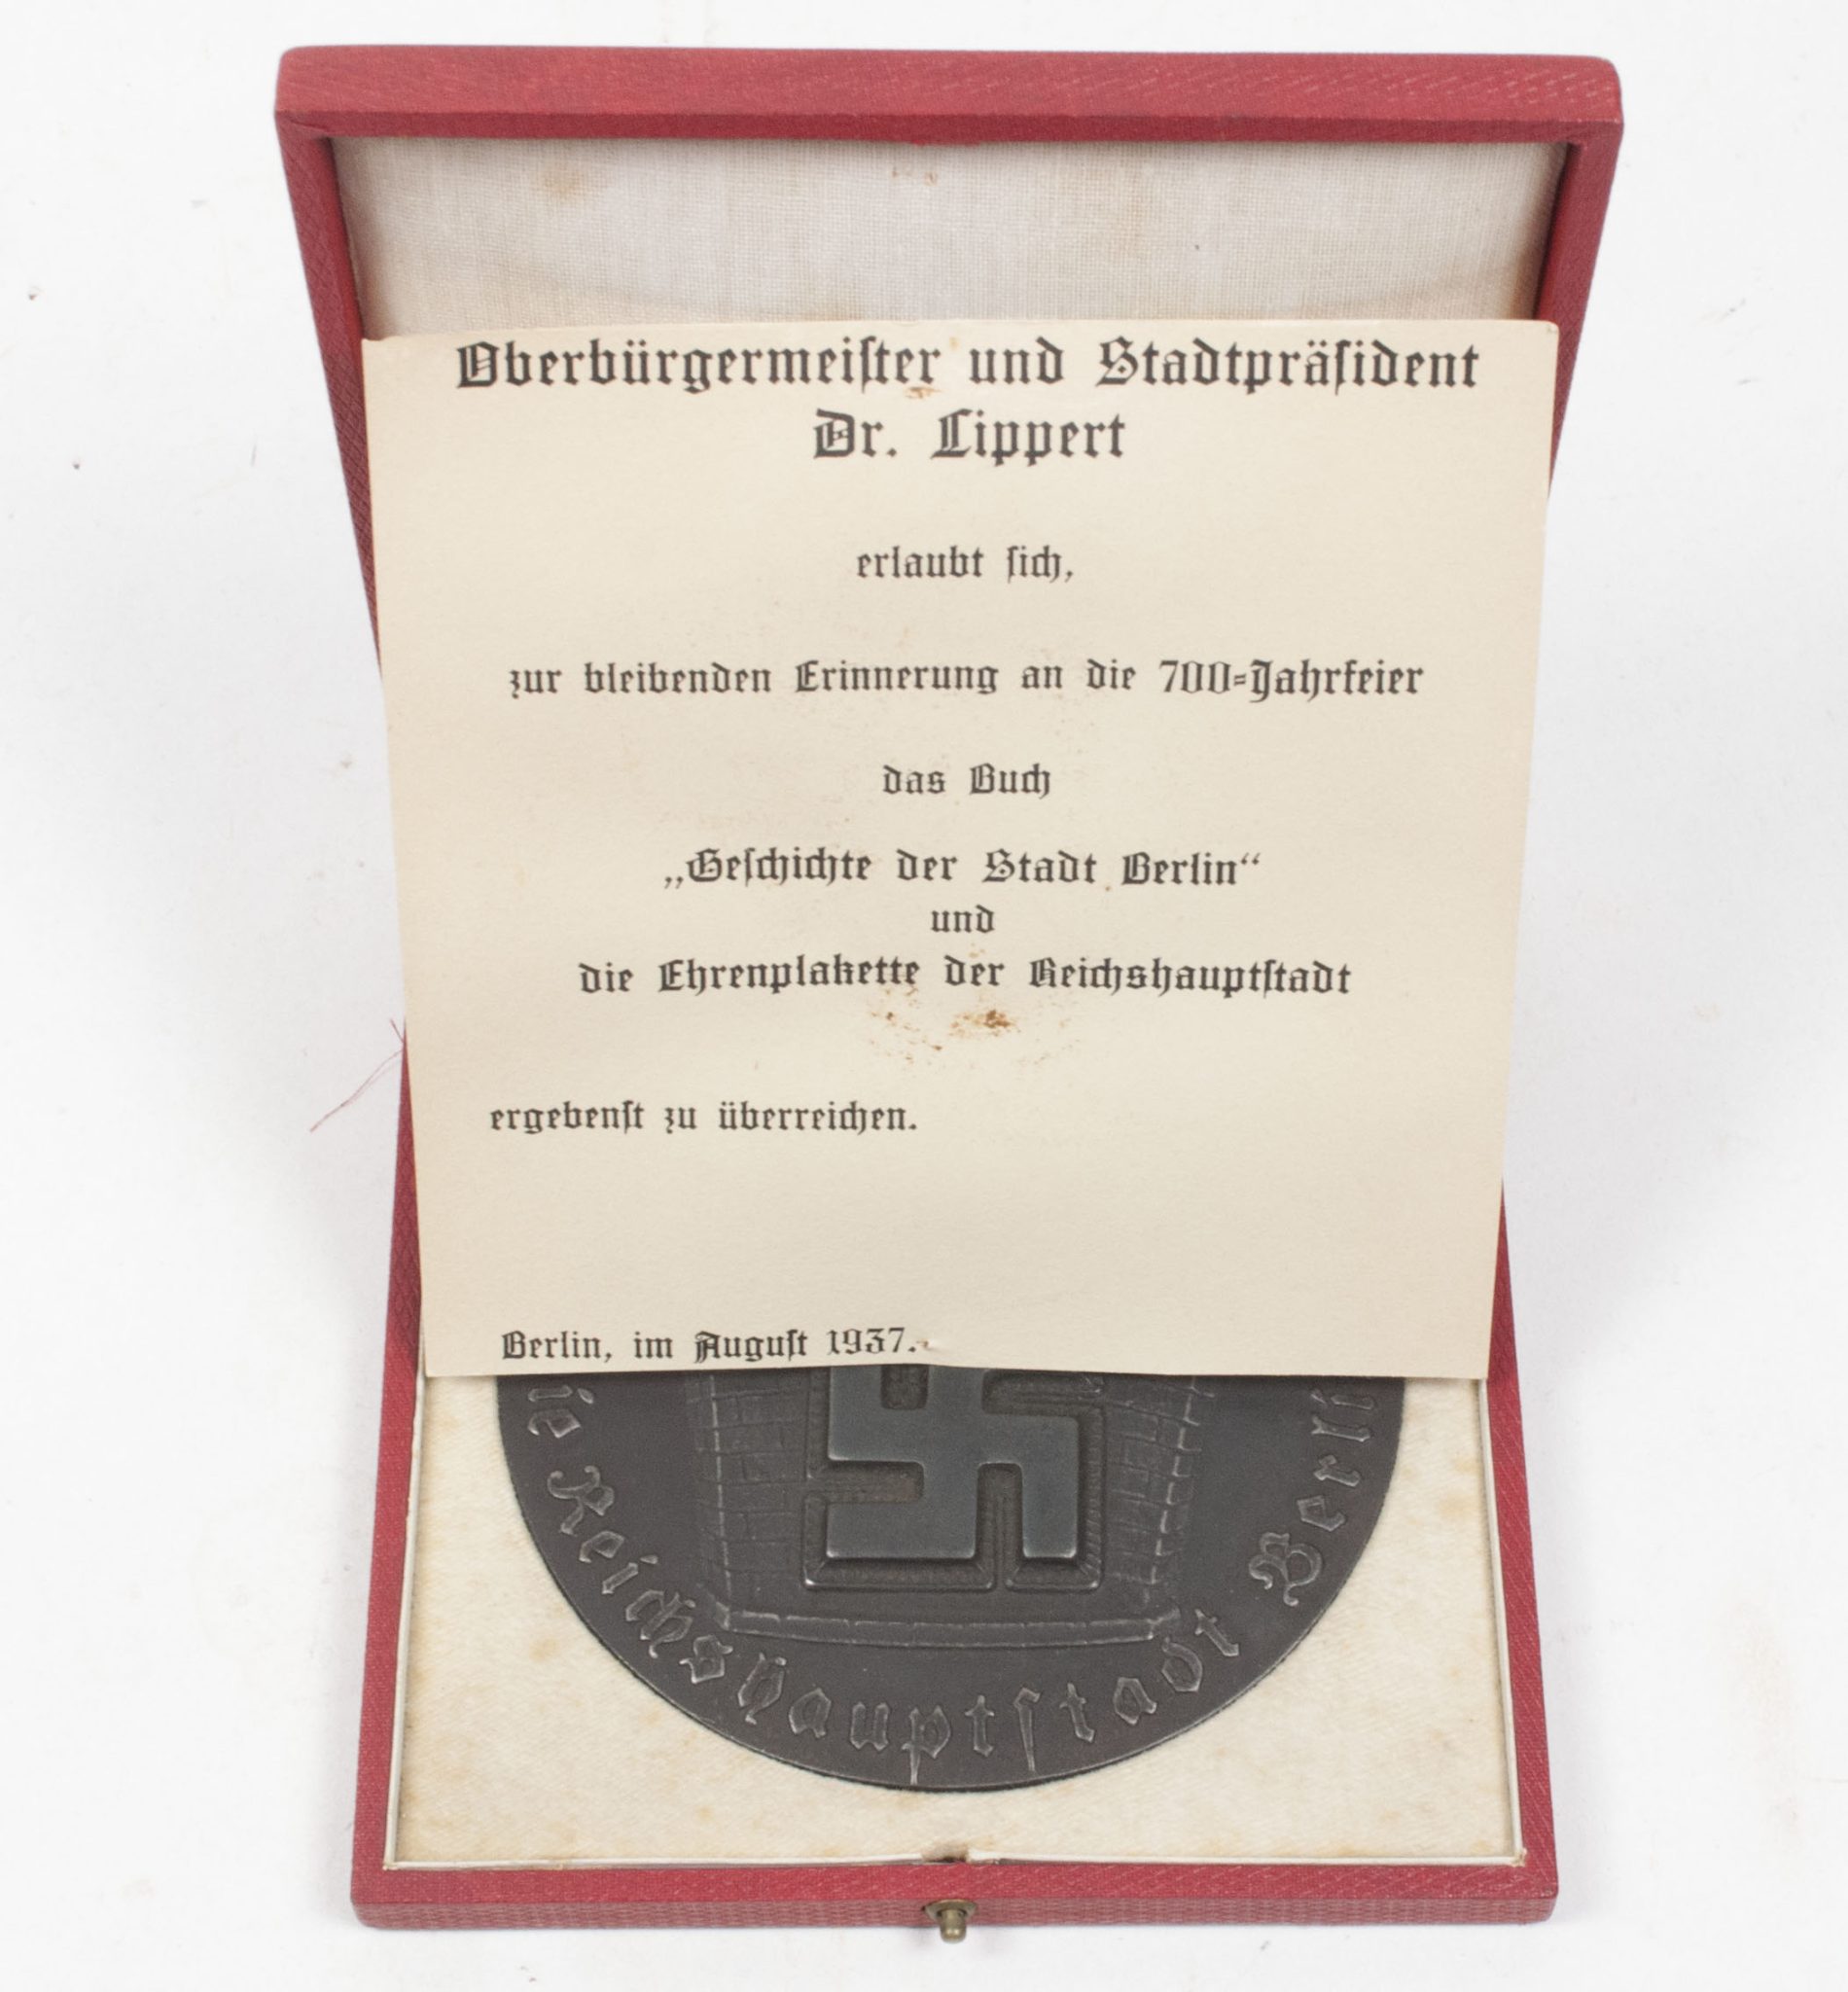 Oberbürgermeiſter und Stadtpräſident
Dr. Lippert
erlaubt ſich,
zur bleibenden Erinnerung an die 700=Jahrfeier
das Buch
„Geſchichte der Stadt Berlin“
und
die Ehrenplakette der Reichshauptſtadt
ergebenſt zu überreichen.
Berlin, im Auguſt 1937.
Reichshauptſtadt